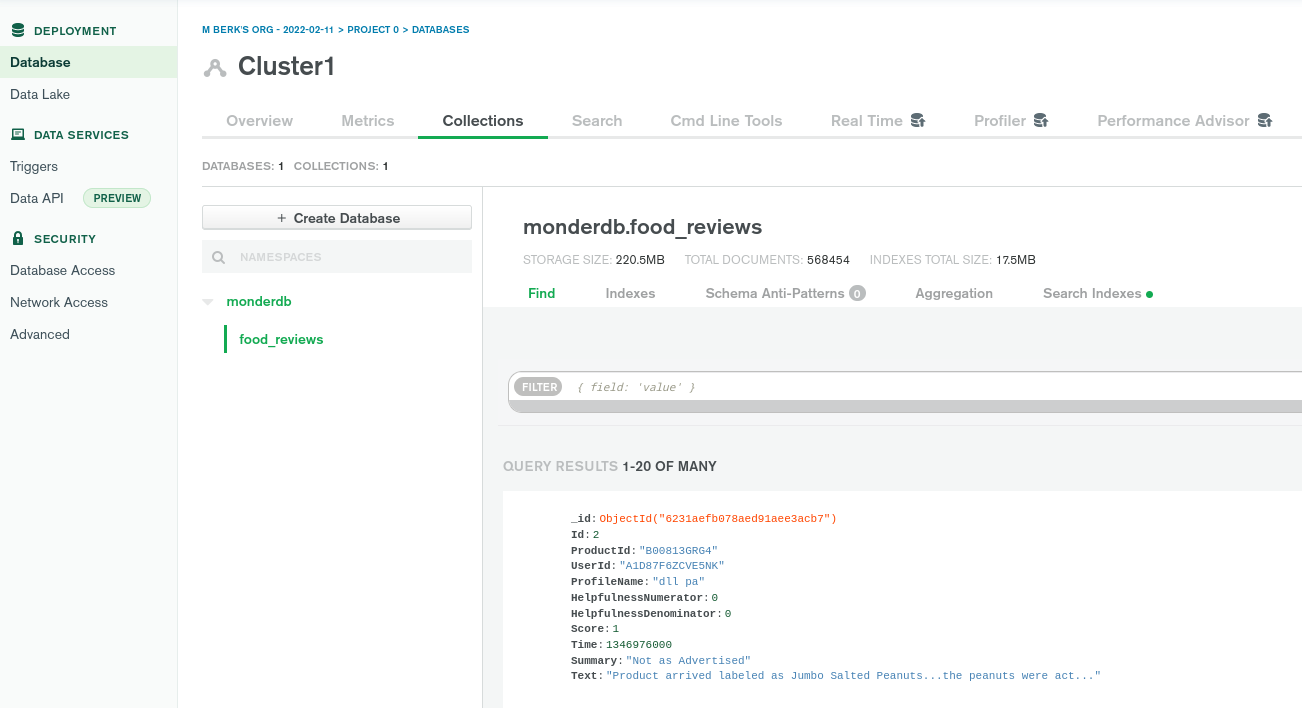 DEPLOYMENT
Database
Data Lake
DATA SERVICES
Triggers
Data API PREVIEW
SECURITY
Database Access
Network Access
Advanced
M BERK'S ORG - 2022-02-11 > PROJECT 0 > DATABASES
Cluster1
Overview Metrics Collections Search Cmd Line Tools Real Time Profiler Performance Advisor
DATABASES: 1 COLLECTIONS: 1
+ Create Database
NAMESPACES
monderdb
food_reviews
monderdb.food_reviews
STORAGE SIZE: 220.5MB TOTAL DOCUMENTS: 568454 INDEXES TOTAL SIZE: 17.5MB
Find Indexes Schema Anti-Patterns 0 Aggregation Search Indexes
FILTER { field: 'value' }
QUERY RESULTS 1-20 OF MANY
_id: ObjectId("6231aefb078aed91aee3acb7")
Id: 2
ProductId: "B00813GRG4"
UserId: "A1D87F6ZCVE5NK"
ProfileName: "dll pa"
HelpfulnessNumerator: 0
HelpfulnessDenominator: 0
Score: 1
Time: 1346976000
Summary: "Not as Advertised"
Text: "Product arrived labeled as Jumbo Salted Peanuts...the peanuts were act..."